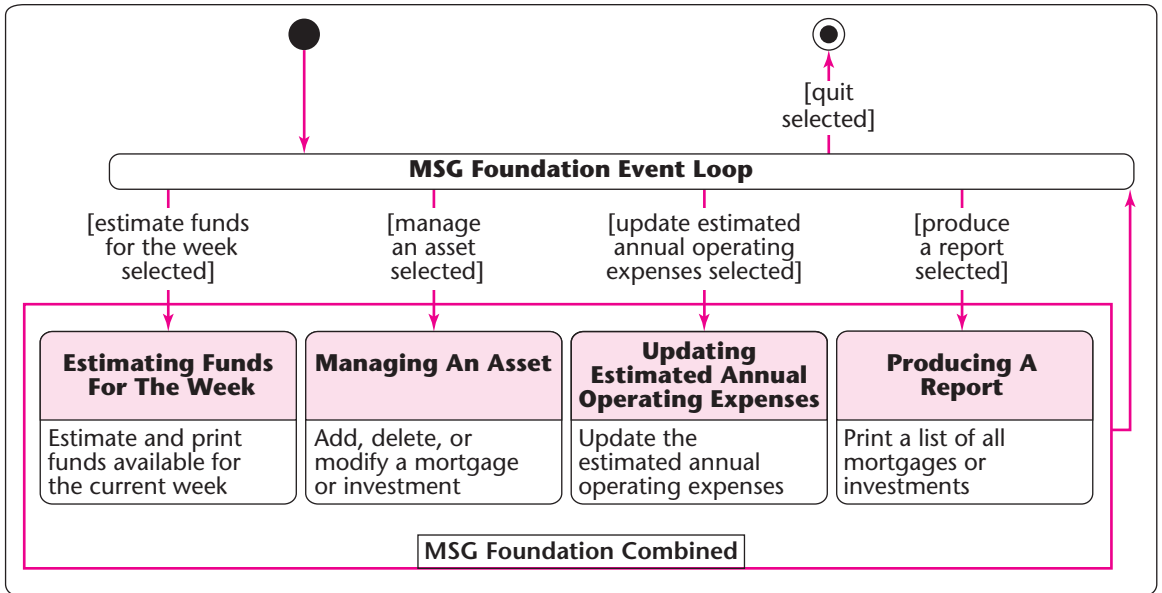 [quit
selected]
MSG Foundation Event Loop
[estimate funds
for the week
selected]
[manage
an asset
selected]
[update estimated
annual operating
expenses selected]
[produce
a report
selected]
Estimating Funds
For The Week
Estimate and print
funds available for
the current week
Managing An Asset
Add, delete, or
modify a mortgage
or investment
Updating
Estimated Annual
Operating Expenses
Update the
estimated annual
operating expenses
Producing A
Report
Print a list of all
mortgages or
investments
MSG Foundation Combined